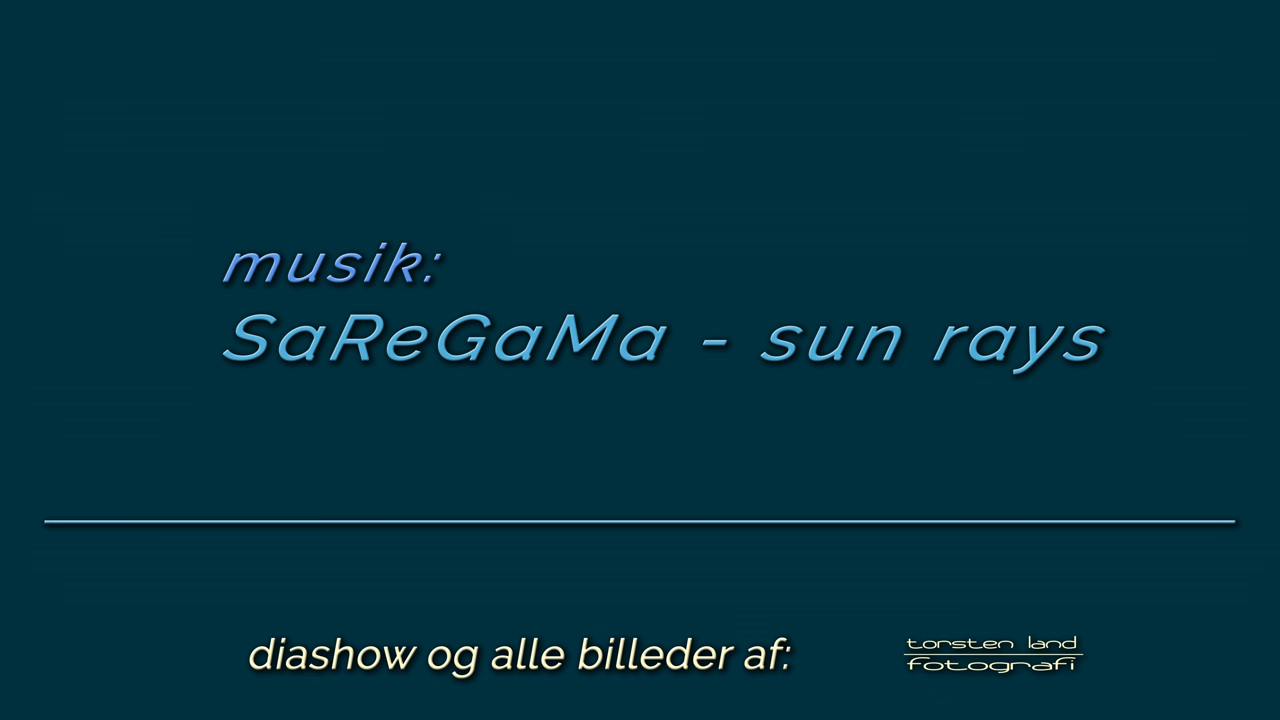 musik:
SaReGaMa - sun rays
diashow og alle billeder af:
torsten land
fotografi